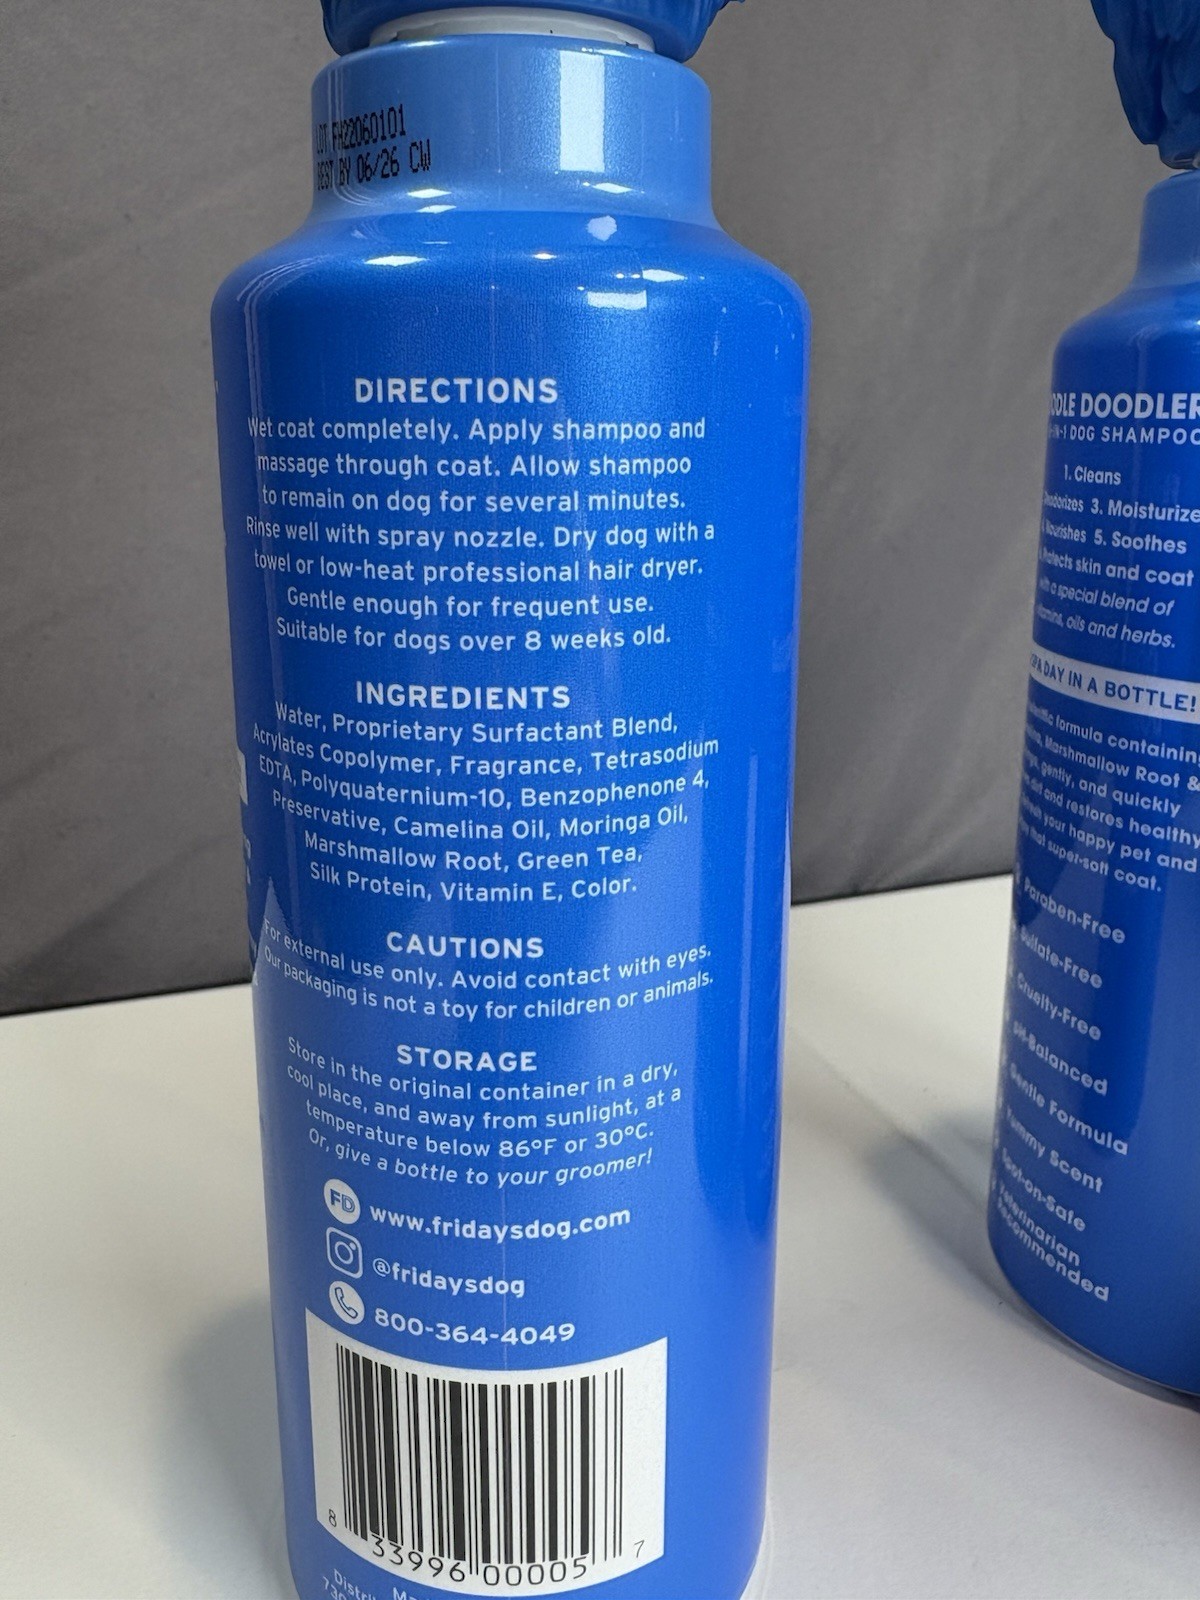 LOT FH22060101
BEST BY 06/26 CW
DIRECTIONS
Wet coat completely. Apply shampoo and
massage through coat. Allow shampoo
to remain on dog for several minutes.
Rinse well with spray nozzle. Dry dog with a
towel or low-heat professional hair dryer.
Gentle enough for frequent use.
Suitable for dogs over 8 weeks old.
INGREDIENTS
Water, Proprietary Surfactant Blend,
Acrylates Copolymer, Fragrance, Tetrasodium
EDTA, Polyquaternium-10, Benzophenone 4,
Preservative, Camelina Oil, Moringa Oil,
Marshmallow Root, Green Tea,
Silk Protein, Vitamin E, Color.
CAUTIONS
For external use only. Avoid contact with eyes.
Our packaging is not a toy for children or animals.
STORAGE
Store in the original container in a dry,
cool place, and away from sunlight, at a
temperature below 86°F or 30°C.
Or, give a bottle to your groomer!
FD www.fridaysdog.com
@fridaysdog
800-364-4049
8 33996 00005 7
DOODLER
DOG SHAMPOO
1. Cleans
3. Moisturize
5. Soothes
skin and coat
a special blend of
oils and herbs.
DAY IN A BOTTLE!
formula containing
Marshmallow Root &
gently, and quickly
and restores healthy
your happy pet and
that super-soft coat.
Paraben-Free
Sulfate-Free
Cruelty-Free
pH-Balanced
Gentle Formula
Yummy Scent
Spot-on-Safe
Veterinarian
Recommended